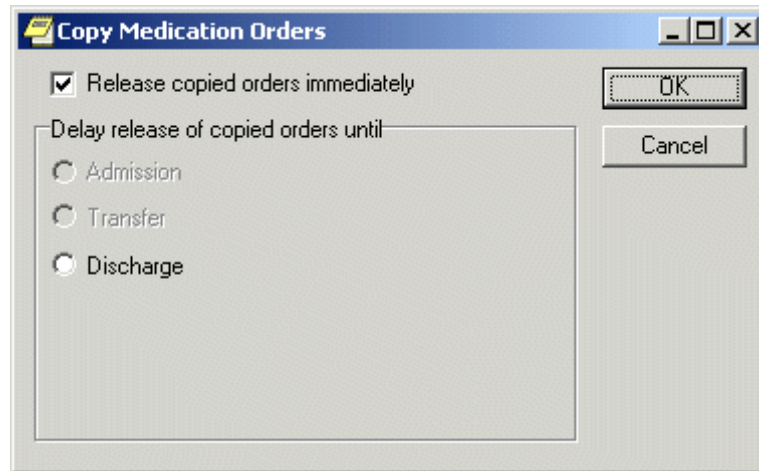 Copy Medication Orders
Release copied orders immediately
OK
Delay release of copied orders until
Cancel
Admission
Transfer
Discharge